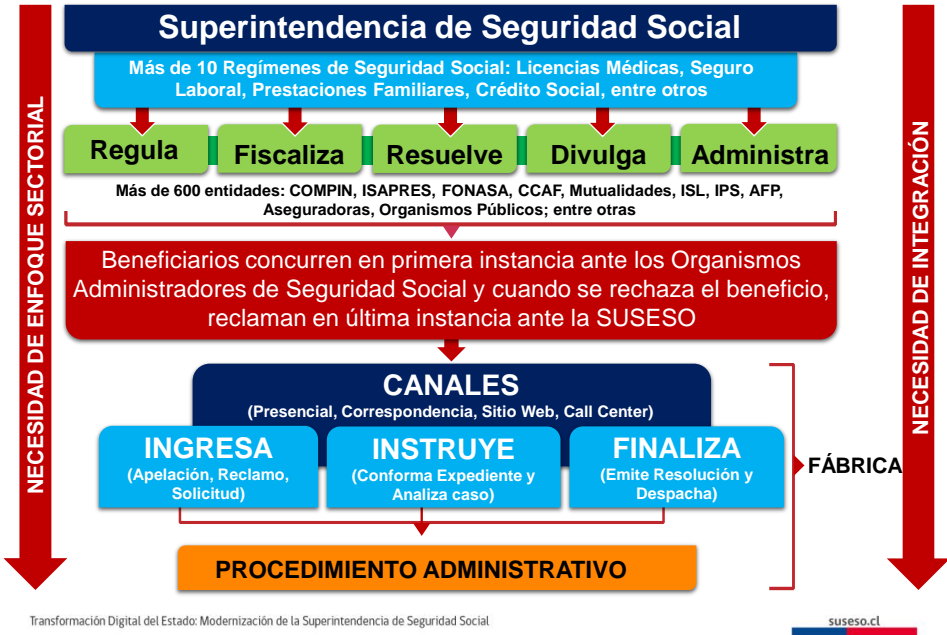 Superintendencia de Seguridad Social
Más de 10 Regímenes de Seguridad Social: Licencias Médicas, Seguro
Laboral, Prestaciones Familiares, Crédito Social, entre otros
Regula
Fiscaliza
Resuelve
Divulga
Administra
Más de 600 entidades: COMPIN, ISAPRES, FONASA, CCAF, Mutualidades, ISL, IPS, AFP,
Aseguradoras, Organismos Públicos; entre otras
Beneficiarios concurren en primera instancia ante los Organismos
Administradores de Seguridad Social y cuando se rechaza el beneficio,
reclaman en última instancia ante la SUSESO
CANALES
(Presencial, Correspondencia, Sitio Web, Call Center)
INGRESA
(Apelación, Reclamo,
Solicitud)
INSTRUYE
(Conforma Expediente y
Analiza caso)
FINALIZA
(Emite Resolución y
Despacha)
FÁBRICA
PROCEDIMIENTO ADMINISTRATIVO
NECESIDAD DE ENFOQUE SECTORIAL
NECESIDAD DE INTEGRACIÓN
Transformación Digital del Estado: Modernización de la Superintendencia de Seguridad Social
suseso.cl